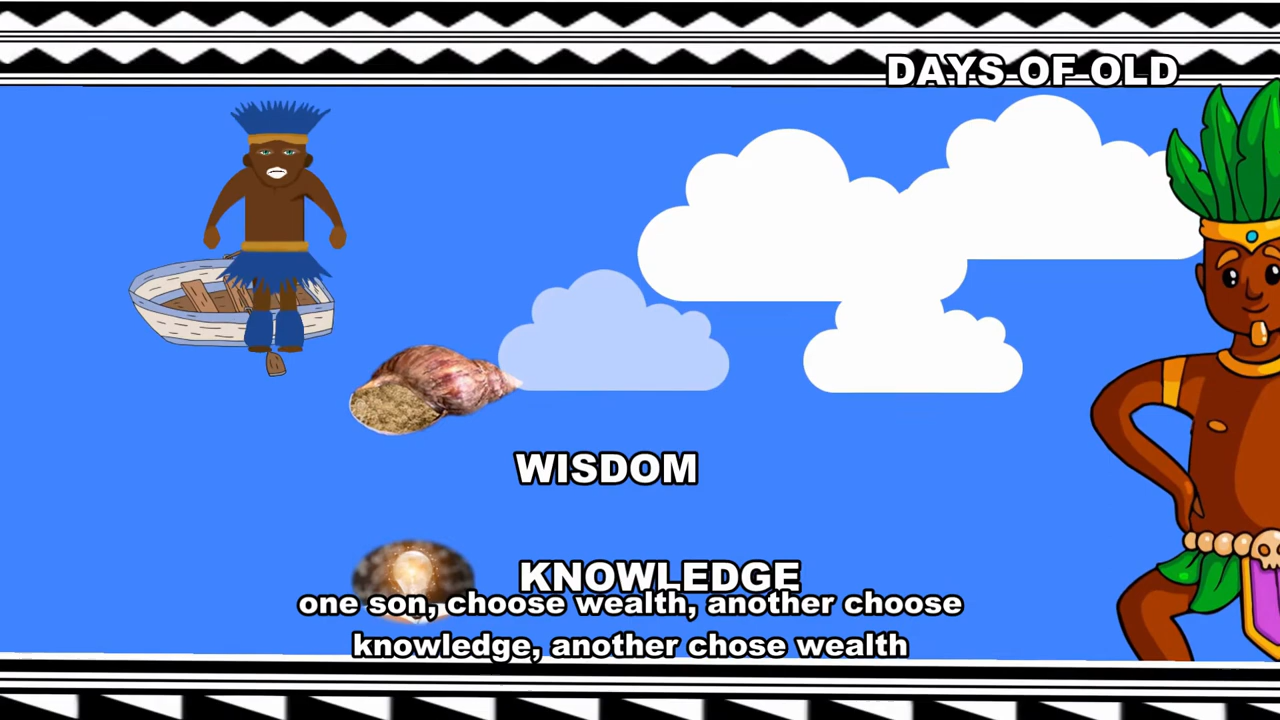 DAYS OF OLD
WISDOM
KNOWLEDGE
one son, choose wealth, another choose
knowledge, another chose wealth